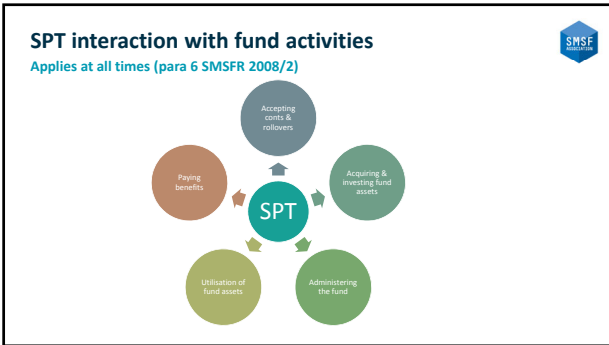 SPT interaction with fund activities
Applies at all times (para 6 SMSFR 2008/2)
SMSF
ASSOCIATION
Accepting
conts &
rollovers
Paying
benefits
Acquiring &
investing fund
assets
SPT
Utilisation of
fund assets
Administering
the fund